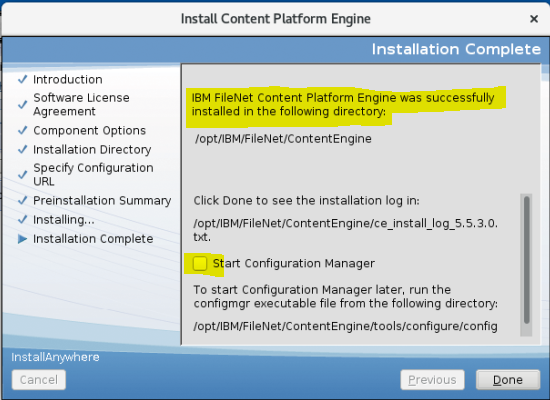 Install Content Platform Engine
×
Installation Complete
Introduction
Software License
Agreement
Component Options
Installation Directory
Specify Configuration
URL
Preinstallation Summary
Installing...
Installation Complete
IBM FileNet Content Platform Engine was successfully
installed in the following directory:
/opt/IBM/FileNet/ContentEngine
Click Done to see the installation log in:
/opt/IBM/FileNet/ContentEngine/ce_install_log_5.5.3.0.
txt.
Start Configuration Manager
To start Configuration Manager later, run the
configmgr executable file from the following directory:
/opt/IBM/FileNet/ContentEngine/tools/configure/config
InstallAnywhere
Cancel
Previous
Done